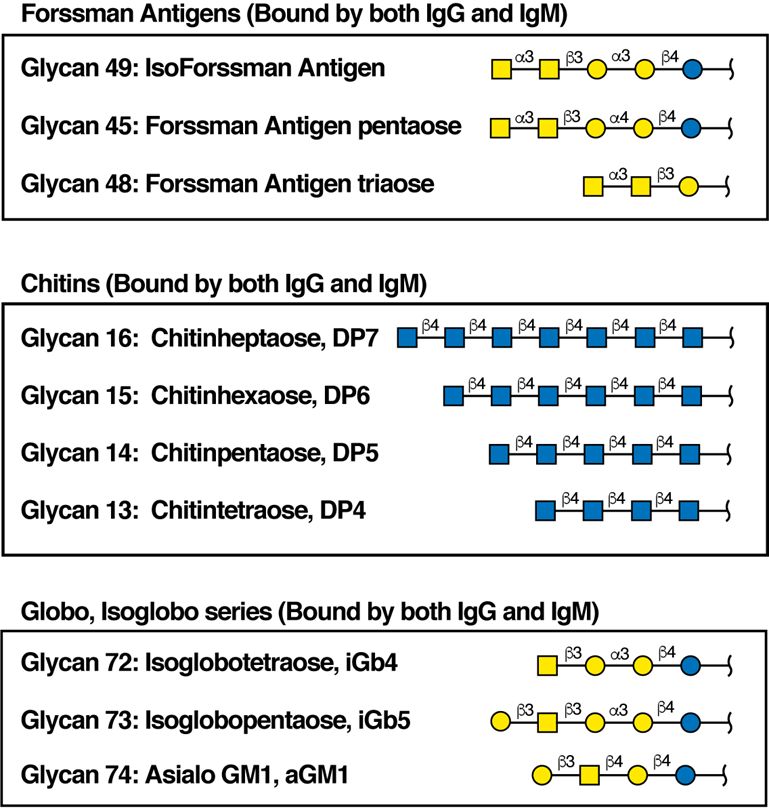 Forssman Antigens (Bound by both IgG and IgM)
α3 β3 α3 β4
Glycan 49: IsoForssman Antigen
α3 β3 α4 β4
Glycan 45: Forssman Antigen pentaose
α3 β3
Glycan 48: Forssman Antigen triaose
Chitins (Bound by both IgG and IgM)
β4 β4 β4 β4 β4 β4
Glycan 16: Chitinheptaose, DP7
β4 β4 β4 β4 β4
Glycan 15: Chitinhexaose, DP6
β4 β4 β4 β4
Glycan 14: Chitinpentaose, DP5
β4 β4 β4
Glycan 13: Chitintetraose, DP4
Globo, Isoglobo series (Bound by both IgG and IgM)
β3 α3 β4
Glycan 72: Isoglobotetraose, iGb4
β3 β3 α3 β4
Glycan 73: Isoglobopentaose, iGb5
β3 β4 β4
Glycan 74: Asialo GM1, aGM1